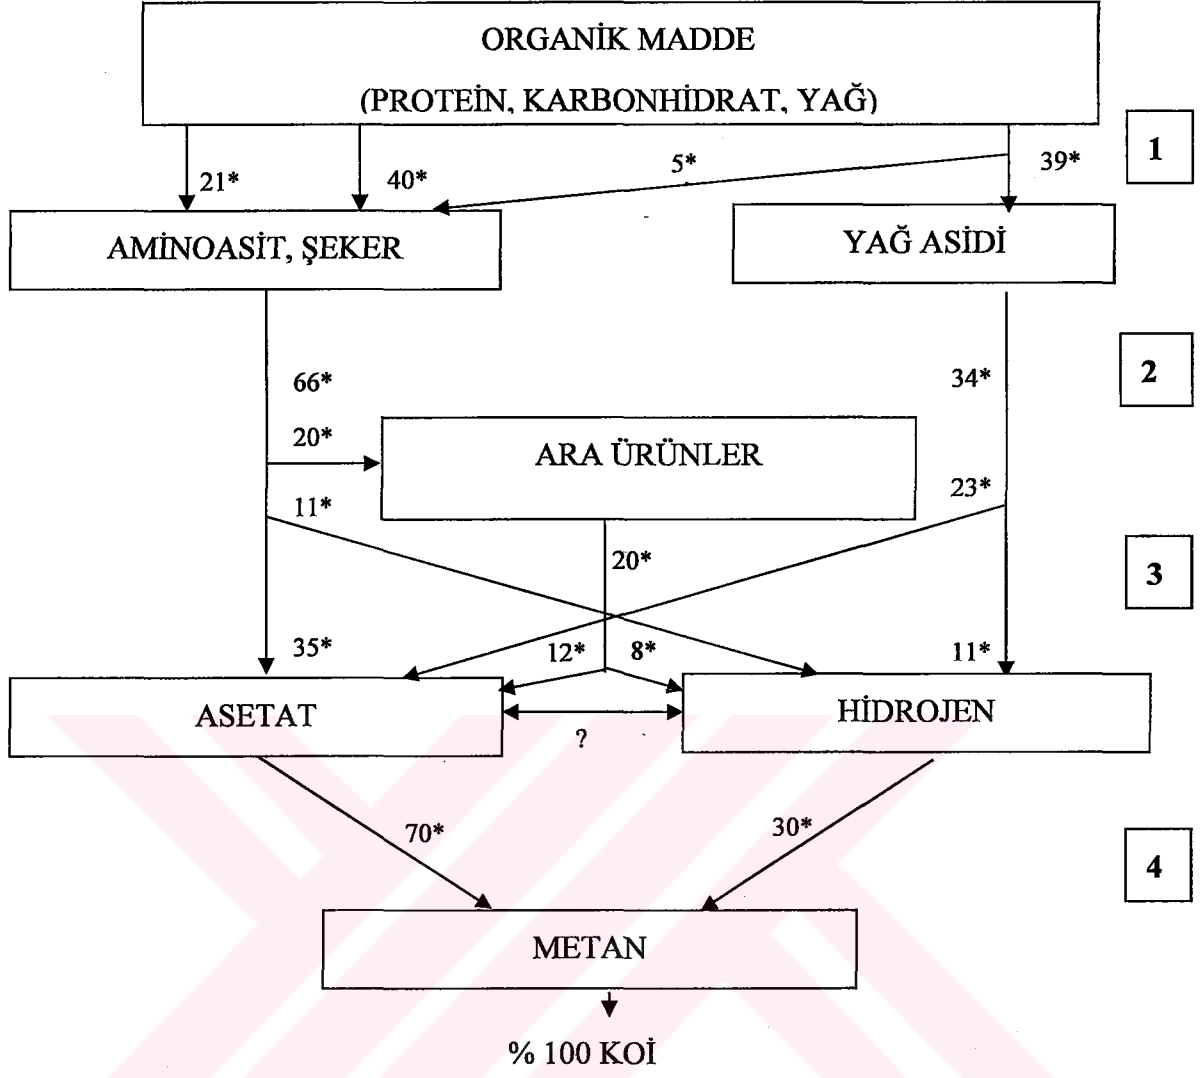 ORGANİK MADDE
(PROTEİN, KARBONHİDRAT, YAĞ)
1
21*
40*
5*
39*
AMİNOASİT, ŞEKER
YAĞ ASİDİ
2
66*
34*
20*
ARA ÜRÜNLER
11*
23*
20*
3
35*
12*
8*
11*
ASETAT
HİDROJEN
?
70*
30*
4
METAN
% 100 KOİ